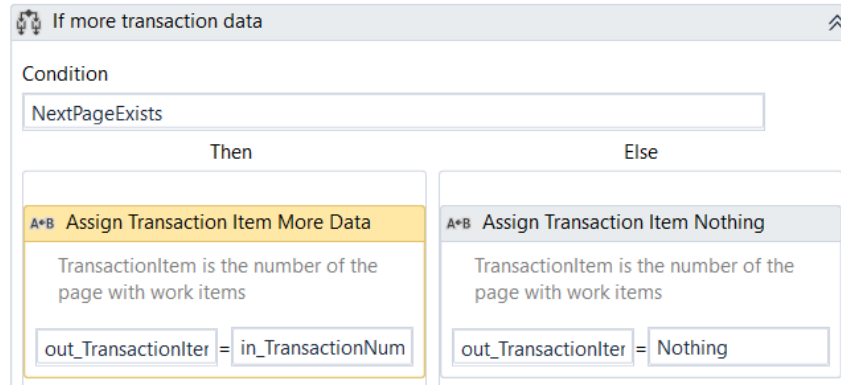 If more transaction data
Condition
NextPageExists
Then
Else
A+B Assign Transaction Item More Data
TransactionItem is the number of the
page with work items
out_TransactionIter = in_TransactionNum
A+B Assign Transaction Item Nothing
TransactionItem is the number of the
page with work items
out_TransactionIter = Nothing